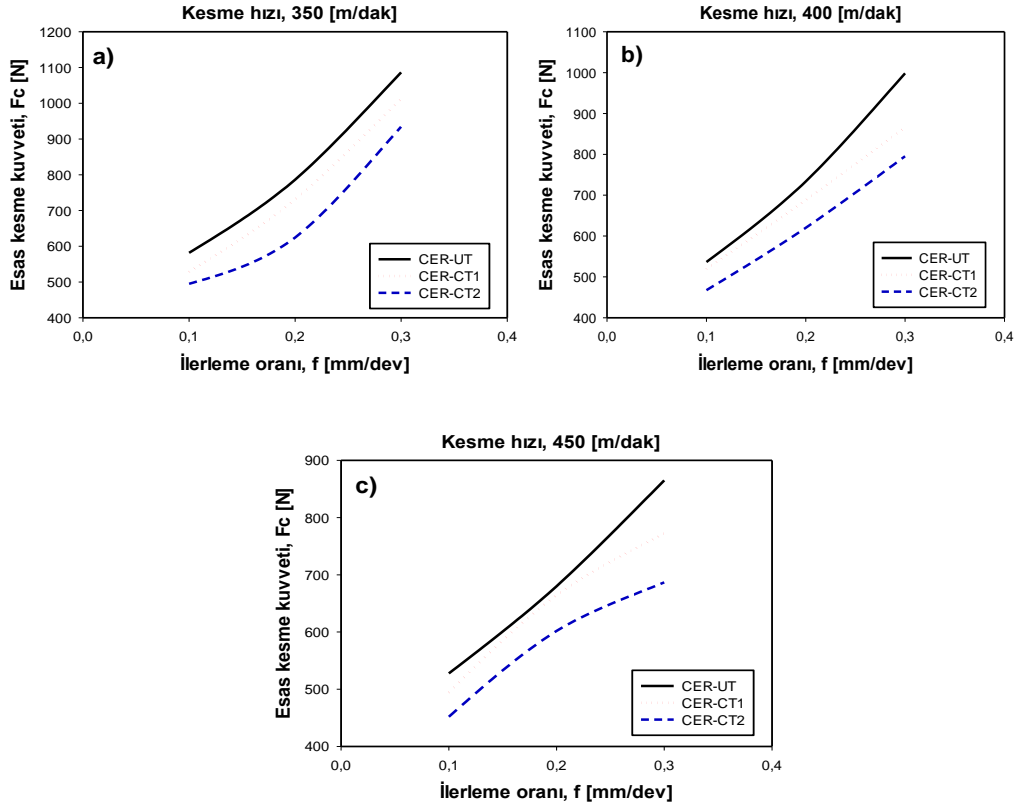 Kesme hızı, 350 [m/dak]
a)
Esas kesme kuvveti, Fc [N]
1200
1100
1000
900
800
700
600
500
400
CER-UT
CER-CT1
CER-CT2
0,0 0,1 0,2 0,3 0,4
İlerleme oranı, f [mm/dev]
Kesme hızı, 400 [m/dak]
b)
Esas kesme kuvveti, Fc [N]
1100
1000
900
800
700
600
500
400
CER-UT
CER-CT1
CER-CT2
0,0 0,1 0,2 0,3 0,4
İlerleme oranı, f [mm/dev]
Kesme hızı, 450 [m/dak]
c)
Esas kesme kuvveti, Fc [N]
900
800
700
600
500
400
CER-UT
CER-CT1
CER-CT2
0,0 0,1 0,2 0,3 0,4
İlerleme oranı, f [mm/dev]